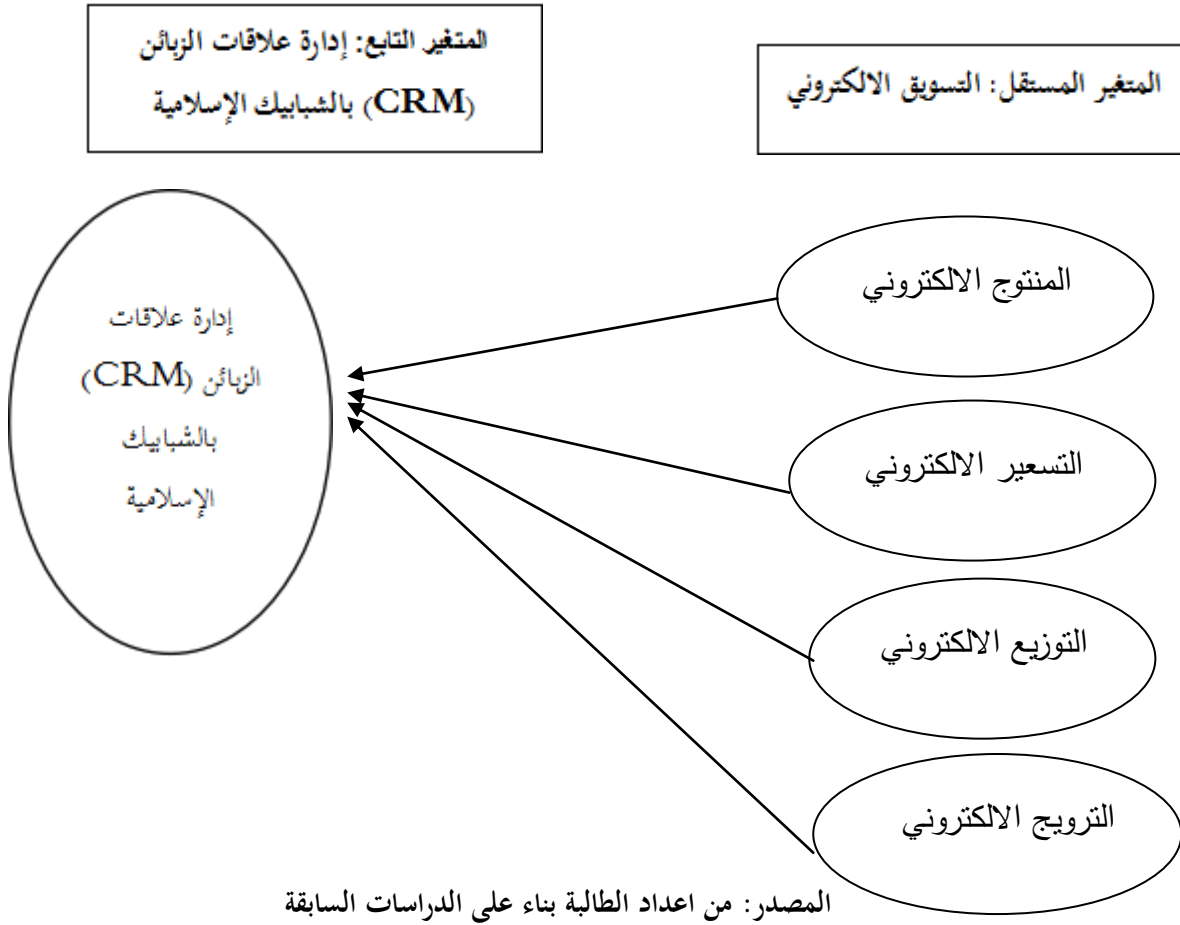 المتغير المستقل: التسويق الالكتروني
المتغير التابع: إدارة علاقات الزبائن
(CRM) بالشبابيك الإسلامية
المنتوج الالكتروني
التسعير الالكتروني
التوزيع الالكتروني
الترويج الالكتروني
إدارة علاقات
الزبائن (CRM)
بالشبابيك
الإسلامية
المصدر: من اعداد الطالبة بناء على الدراسات السابقة